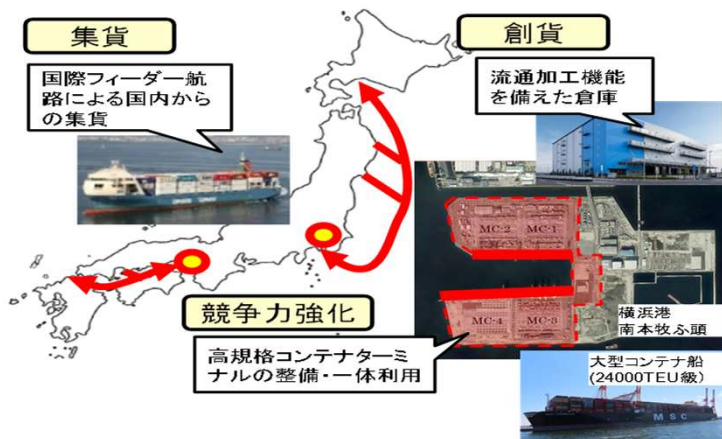 集貨
国際フィーダー航
路による国内から
の集貨
創貨
流通加工機能
を備えた倉庫
MC-2
MC-1
MC-4
MC-3
横浜港
南本牧ふ頭
競争力強化
高規格コンテナターミ
ナルの整備・一体利用
大型コンテナ船
(24000TEU級)
MSC